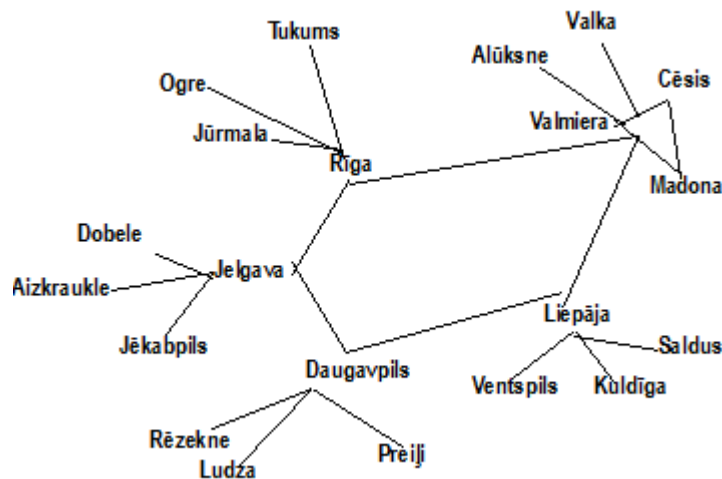 Tukums
Valka
Alūksne
Cēsis
Ogre
Jūrmala
Valmiera
Rīga
Madona
Dobele
Jelgava
Aizkraukle
Liepāja
Jēkabpils
Saldus
Daugavpils
Ventspils
Kuldīga
Rēzekne
Preiļi
Ludza